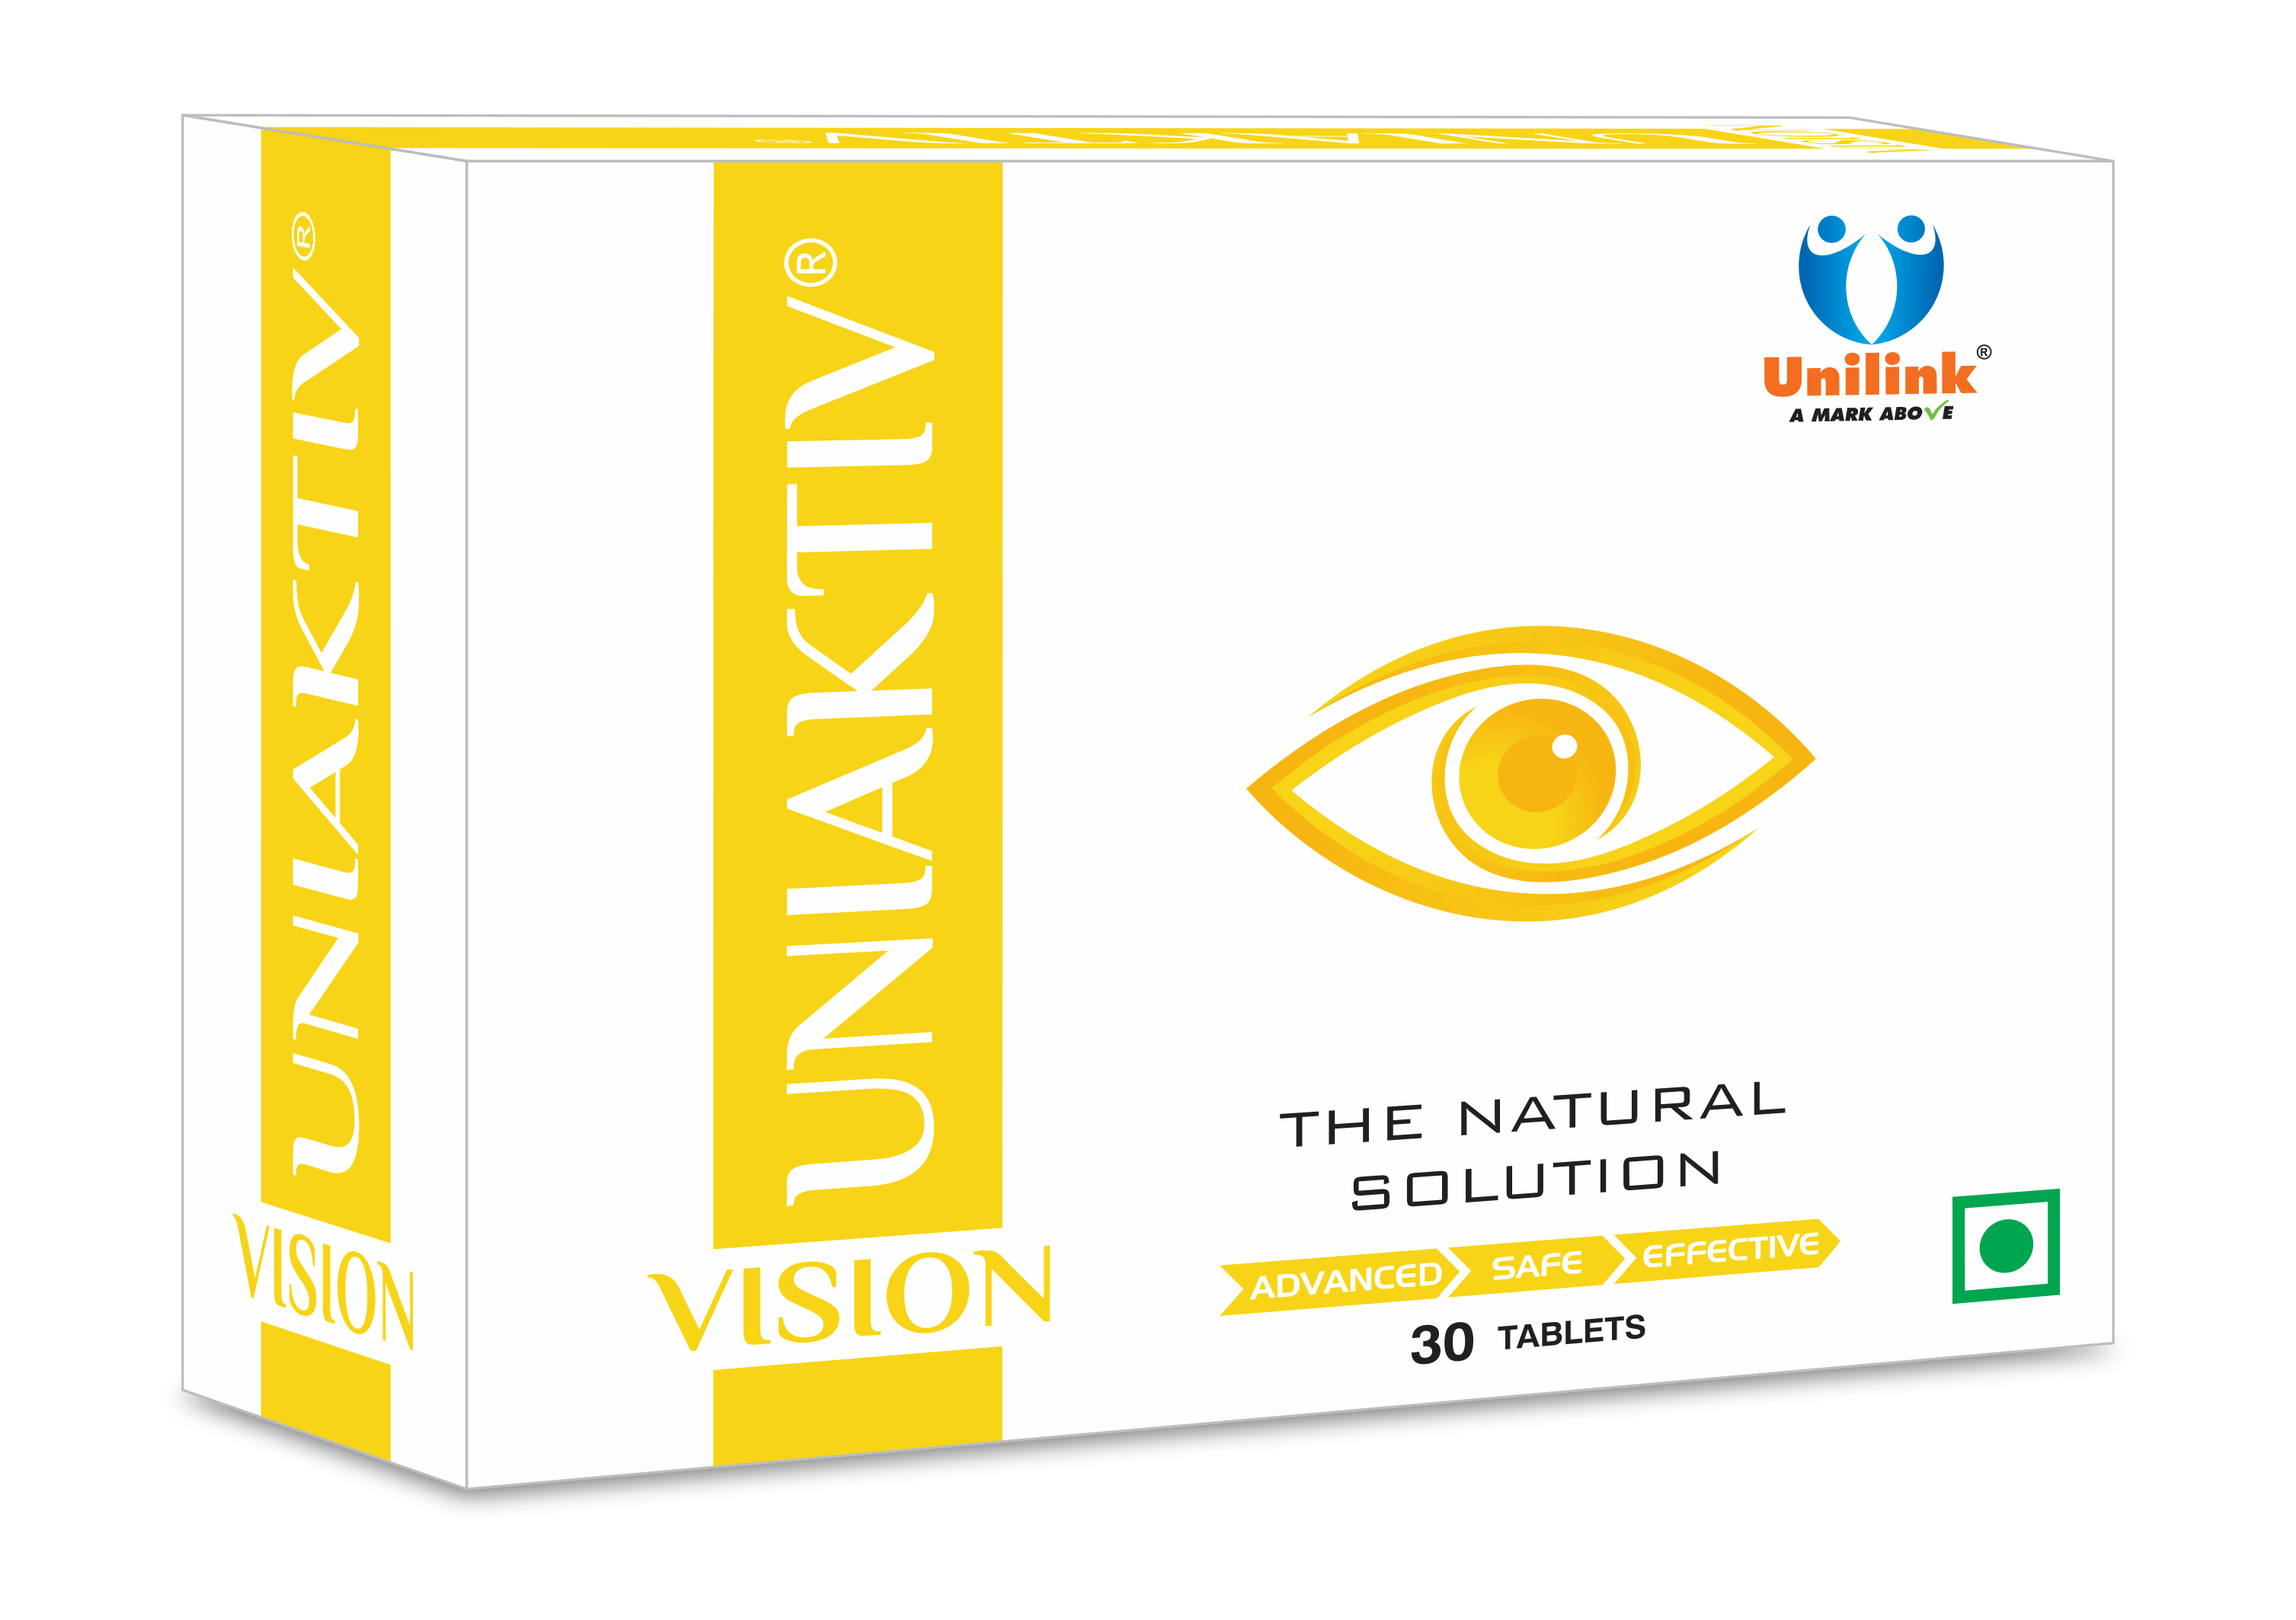 UNIAKTIV®
VISION
UNIAKTIV®
VISION
Unilink®
A MARK ABOVE
THE NATURAL
SOLUTION
ADVANCED SAFE EFFECTIVE
30 TABLETS